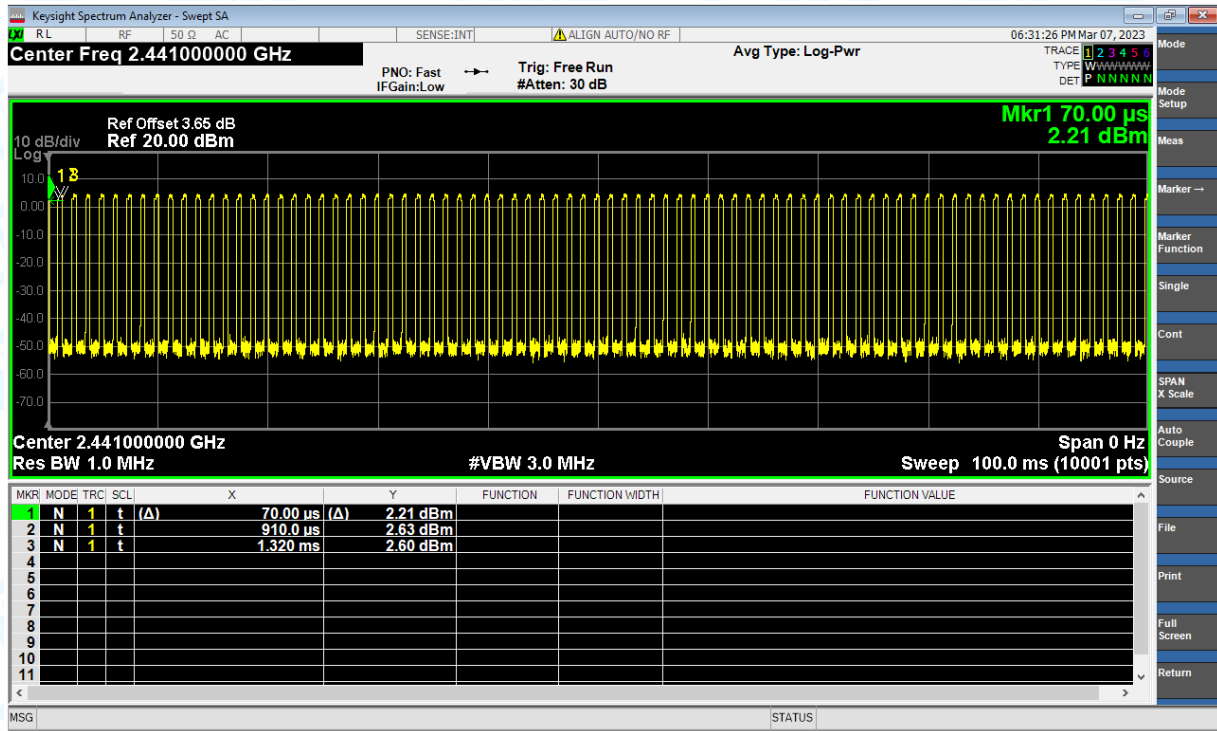 Keysight Spectrum Analyzer - Swept SA
LXI RL RF 50 Ω AC SENSE:INT ALIGN AUTO/NO RF 06:31:26 PM Mar 07, 2023
Center Freq 2.441000000 GHz Avg Type: Log-Pwr TRACE 1 2 3 4 5 6
PNO: Fast Trig: Free Run TYPE WWWWWW
IFGain:Low #Atten: 30 dB DET P N N N N N
Mkr1 70.00 µs
2.21 dBm
Ref Offset 3.65 dB
10 dB/div Ref 20.00 dBm
Log
10.0
0.00
-10.0
-20.0
-30.0
-40.0
-50.0
-60.0
-70.0
Center 2.441000000 GHz Span 0 Hz
Res BW 1.0 MHz #VBW 3.0 MHz Sweep 100.0 ms (10001 pts)
MKR MODE TRC SCL X Y FUNCTION FUNCTION WIDTH FUNCTION VALUE
1 N 1 t (Δ) 70.00 µs (Δ) 2.21 dBm
2 N 1 t 910.0 µs 2.63 dBm
3 N 1 t 1.320 ms 2.60 dBm
4
5
6
7
8
9
10
11
MSG STATUS
Mode
Mode
Setup
Meas
Marker →
Marker
Function
Single
Cont
SPAN
X Scale
Auto
Couple
Source
File
Print
Full
Screen
Return